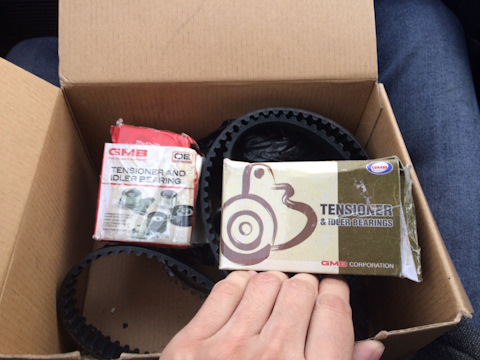 GMB
OE
TENSIONER AND
IDLER BEARING
TENSIONER
& IDLER BEARINGS
GMB CORPORATION